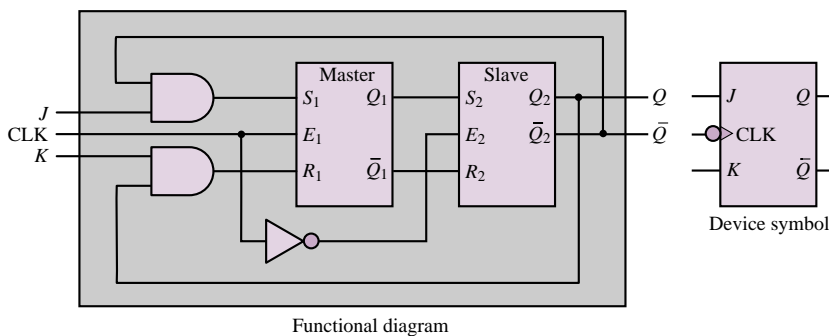 Master
Slave
S₁
Q₁
S₂
Q₂
Q
J
Q
J
CLK
E₁
E₂
Q̄₂
Q̄
CLK
K
R₁
Q̄₁
R₂
K
Q̄
Device symbol
Functional diagram